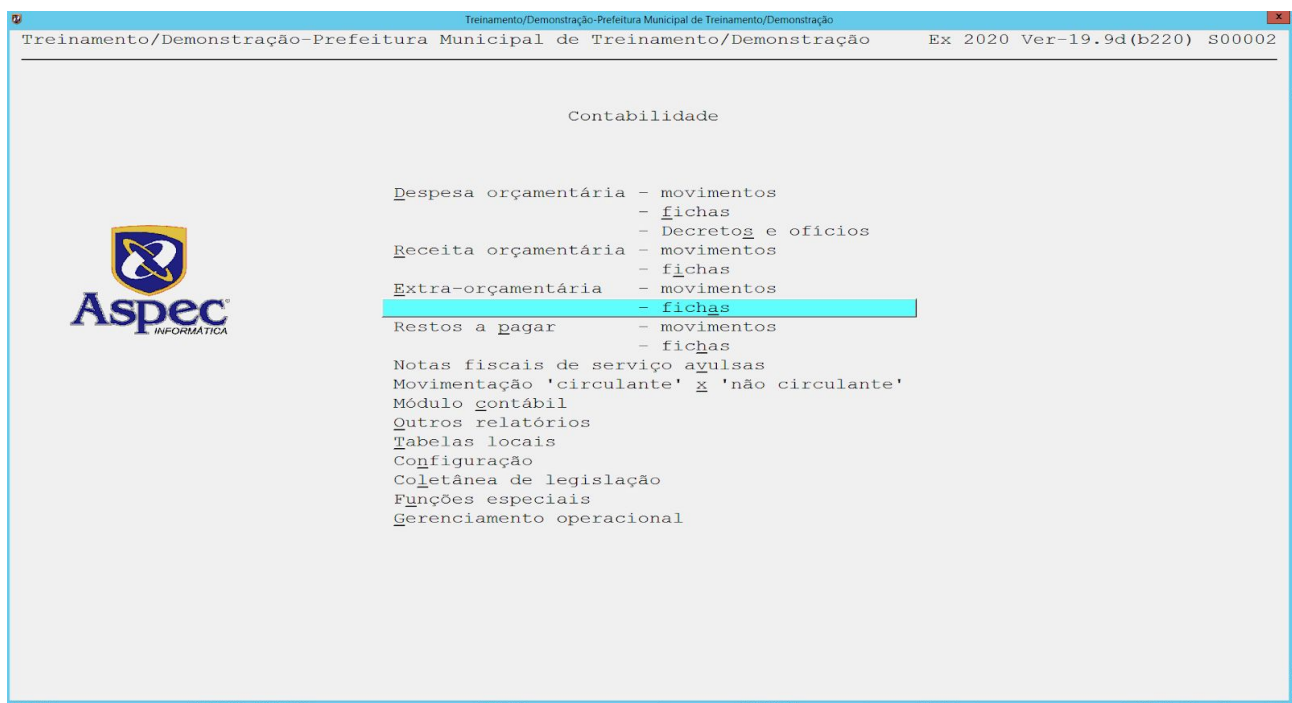 Treinamento/Demonstração-Prefeitura Municipal de Treinamento/Demonstração
x
Treinamento/Demonstração-Prefeitura Municipal de Treinamento/Demonstração Ex 2020 Ver-19.9d(b220) S00002
Contabilidade
Despesa orçamentária - movimentos
- fichas
- Decretos e ofícios
Receita orçamentária - movimentos
- fichas
Extra-orçamentária - movimentos
- fichas
Restos a pagar - movimentos
- fichas
Notas fiscais de serviço avulsas
Movimentação 'circulante' x 'não circulante'
Módulo contábil
Outros relatórios
Tabelas locais
Configuração
Coletânea de legislação
Funções especiais
Gerenciamento operacional
Aspec®
INFORMÁTICA